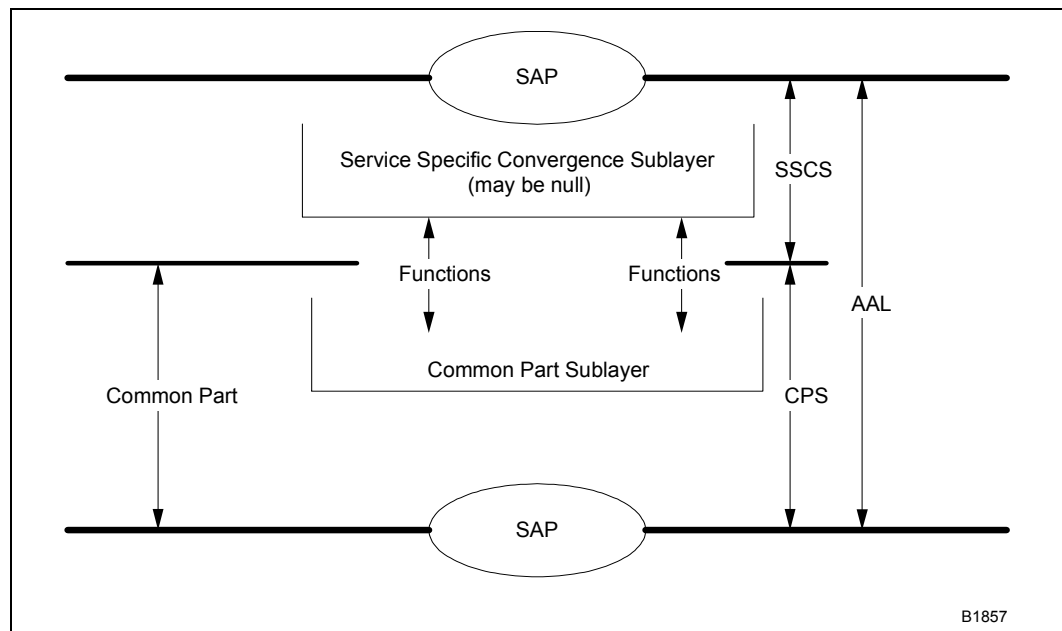 SAP
Service Specific Convergence Sublayer
(may be null)
SSCS
Functions
Functions
AAL
Common Part Sublayer
Common Part
CPS
SAP
B1857